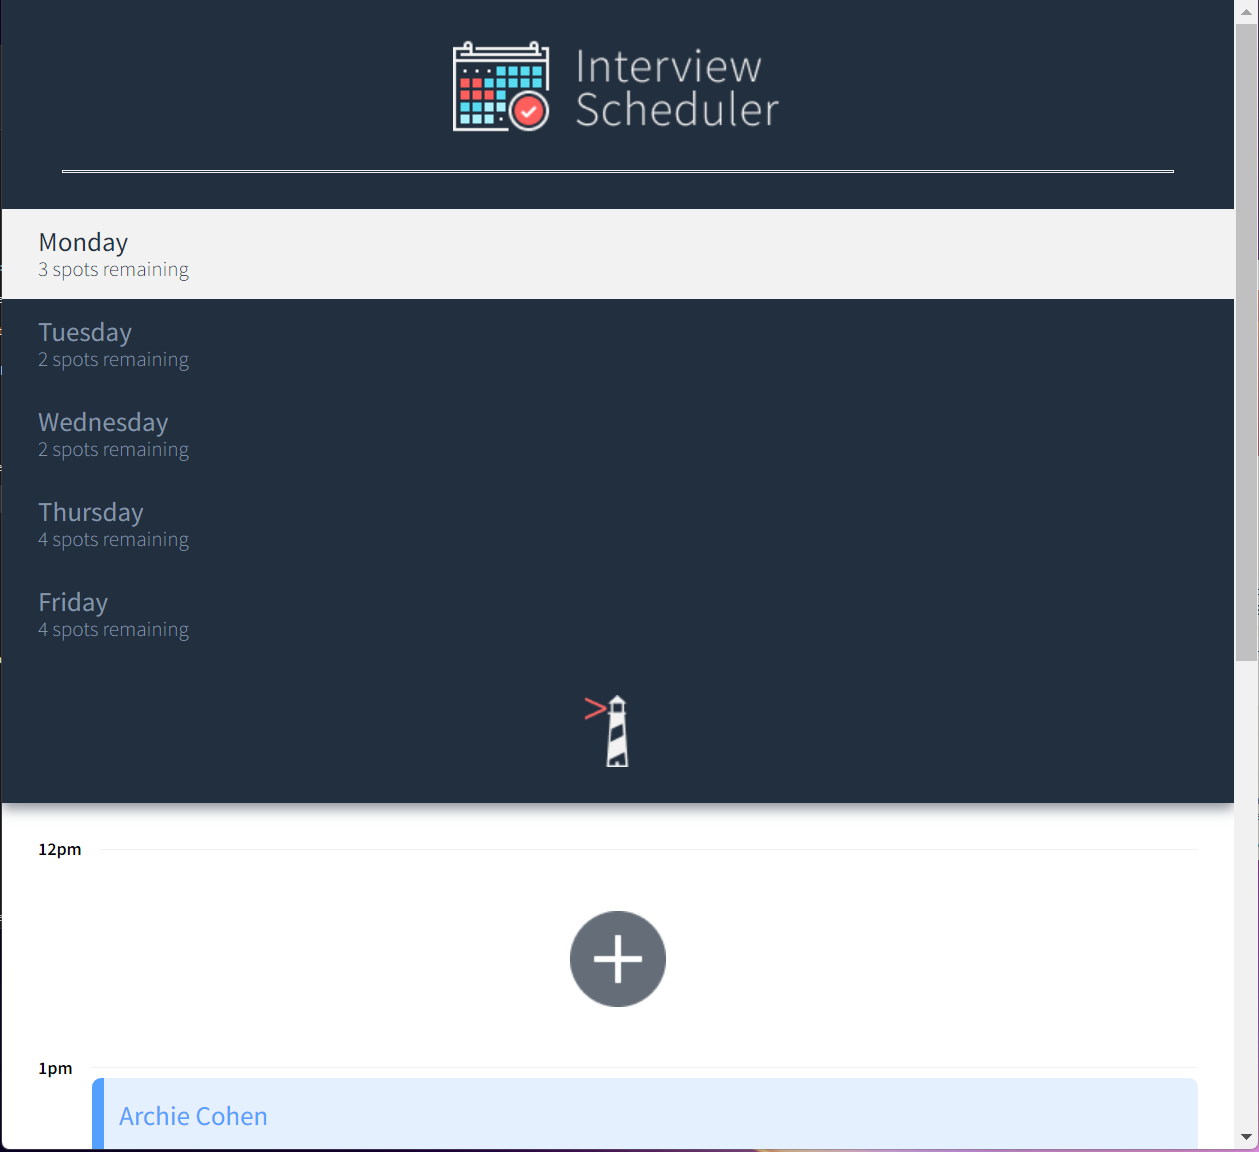 Interview
Scheduler
Monday
3 spots remaining
Tuesday
2 spots remaining
Wednesday
2 spots remaining
Thursday
4 spots remaining
Friday
4 spots remaining
12pm
1pm
Archie Cohen